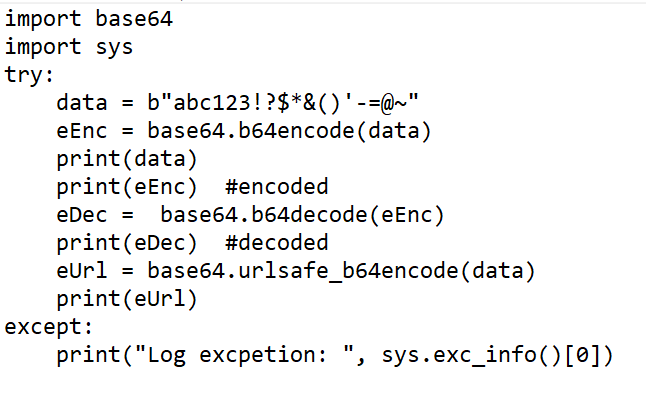 import base64
import sys
try:
    data = b"abc123!?$*&()'-=@~"
    eEnc = base64.b64encode(data)
    print(data)
    print(eEnc)  #encoded
    eDec =  base64.b64decode(eEnc)
    print(eDec)  #decoded
    eUrl = base64.urlsafe_b64encode(data)
    print(eUrl)
except:
    print("Log excpetion: ", sys.exc_info()[0])